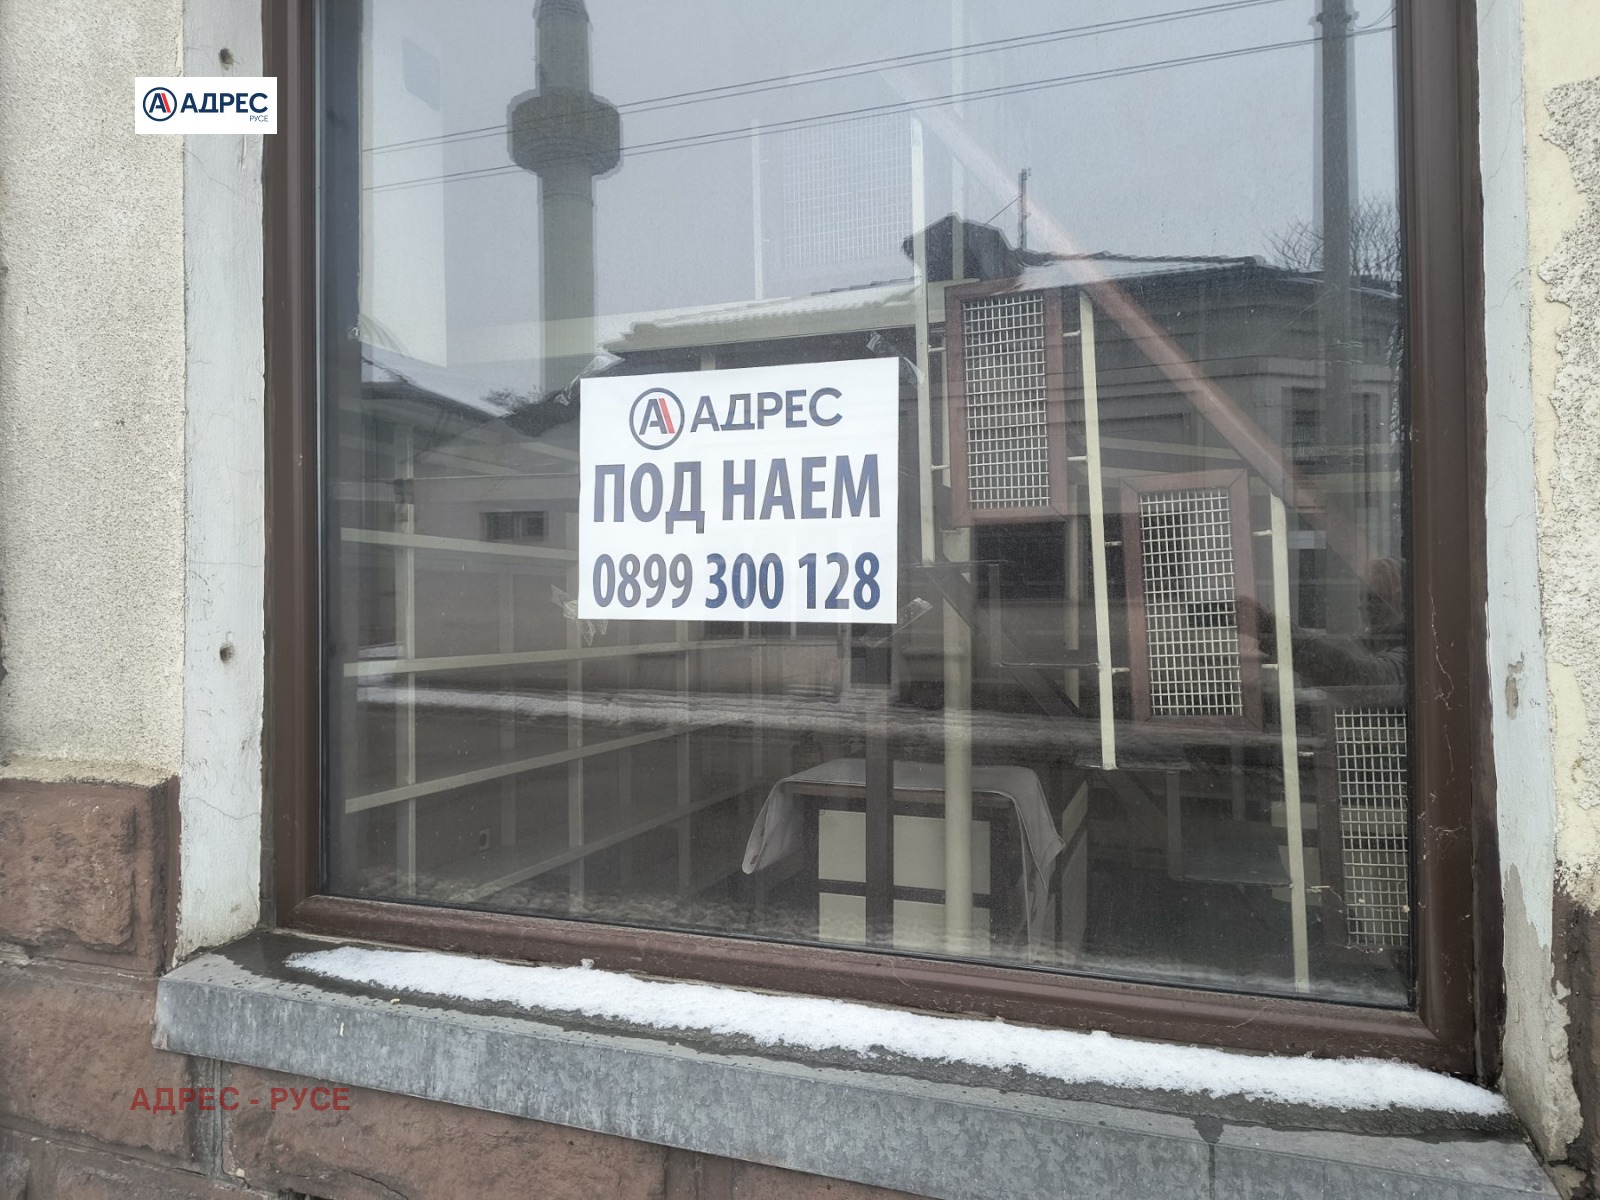 АДРЕС
РУСЕ
АДРЕС
ПОД НАЕМ
0899 300 128
АДРЕС - РУСЕ